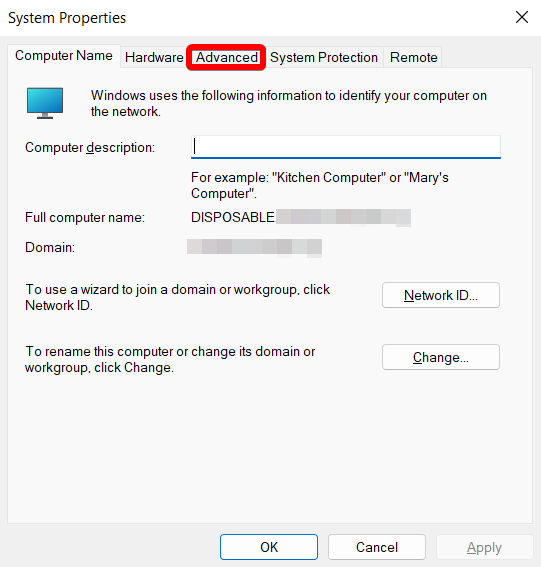 System Properties
Computer Name Hardware Advanced System Protection Remote
Windows uses the following information to identify your computer on
the network.
Computer description:
For example: "Kitchen Computer" or "Mary's
Computer".
Full computer name: DISPOSABLE
Domain:
To use a wizard to join a domain or workgroup, click
Network ID.
Network ID...
To rename this computer or change its domain or
workgroup, click Change.
Change...
OK Cancel Apply